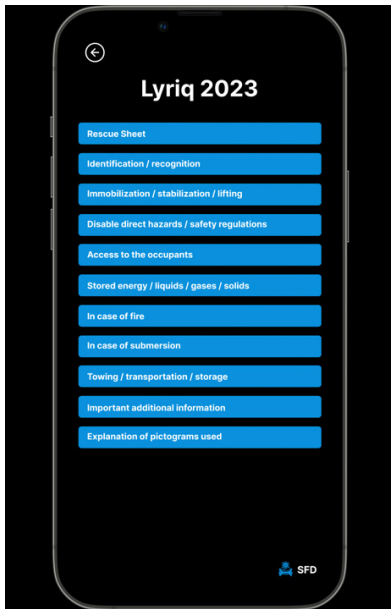 Lyriq 2023
Rescue Sheet
Identification / recognition
Immobilization / stabilization / lifting
Disable direct hazards / safety regulations
Access to the occupants
Stored energy / liquids / gases / solids
In case of fire
In case of submersion
Towing / transportation / storage
Important additional information
Explanation of pictograms used
SFD